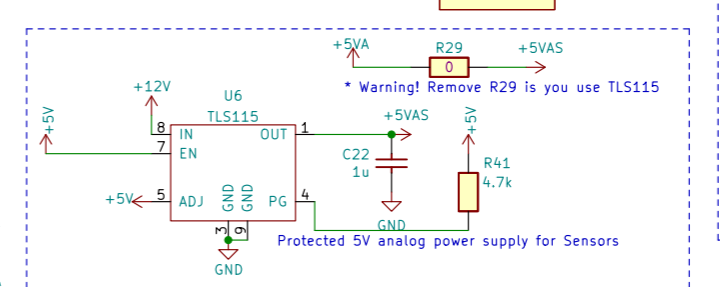 +5VA
R29
+5VAS
0
* Warning! Remove R29 is you use TLS115
+12V
U6
TLS115
+5V
8
IN
OUT
1
+5VAS
+5V
7
EN
C22
1u
R41
4.7k
+5V
5
ADJ
GND
GND
PG
4
GND
3
9
Protected 5V analog power supply for Sensors
GND